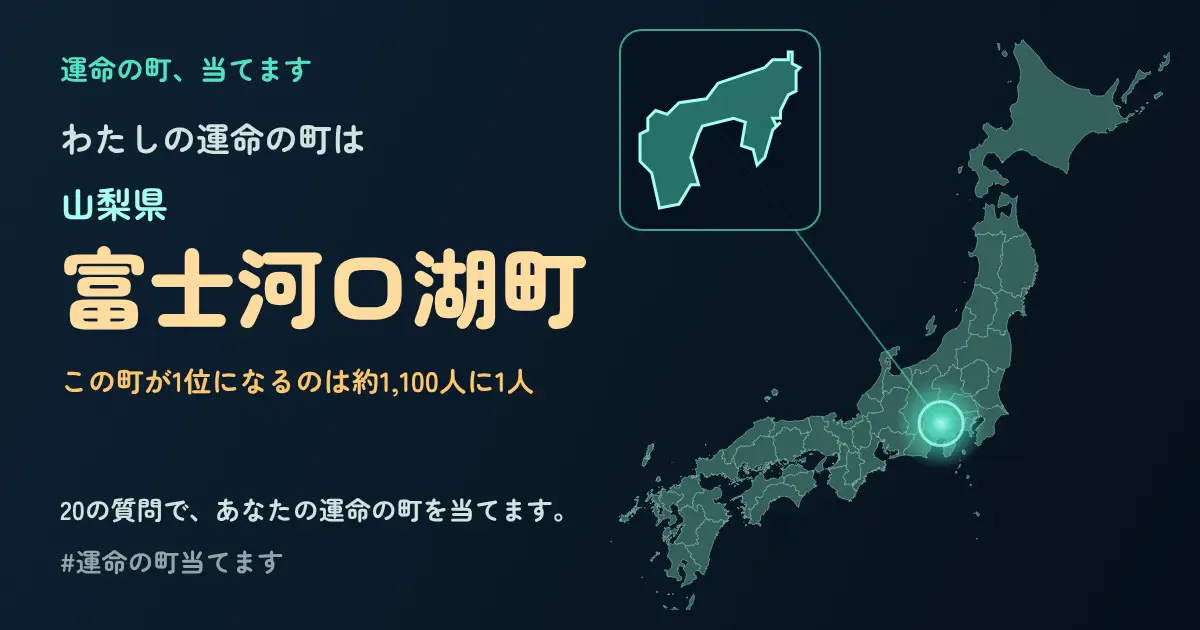 運命の町、当てます
わたしの運命の町は
山梨県
富士河口湖町
この町が1位になるのは約1,100人に1人
20の質問で、あなたの運命の町を当てます。
#運命の町当てます